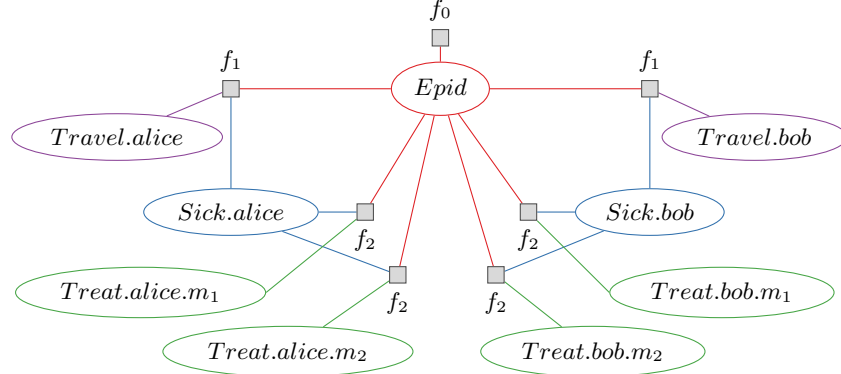 f₀
f₁ Epid f₁
Travel.alice Travel.bob
Sick.alice Sick.bob
f₂ f₂
Treat.alice.m₁ f₂ f₂ Treat.bob.m₁
Treat.alice.m₂ Treat.bob.m₂